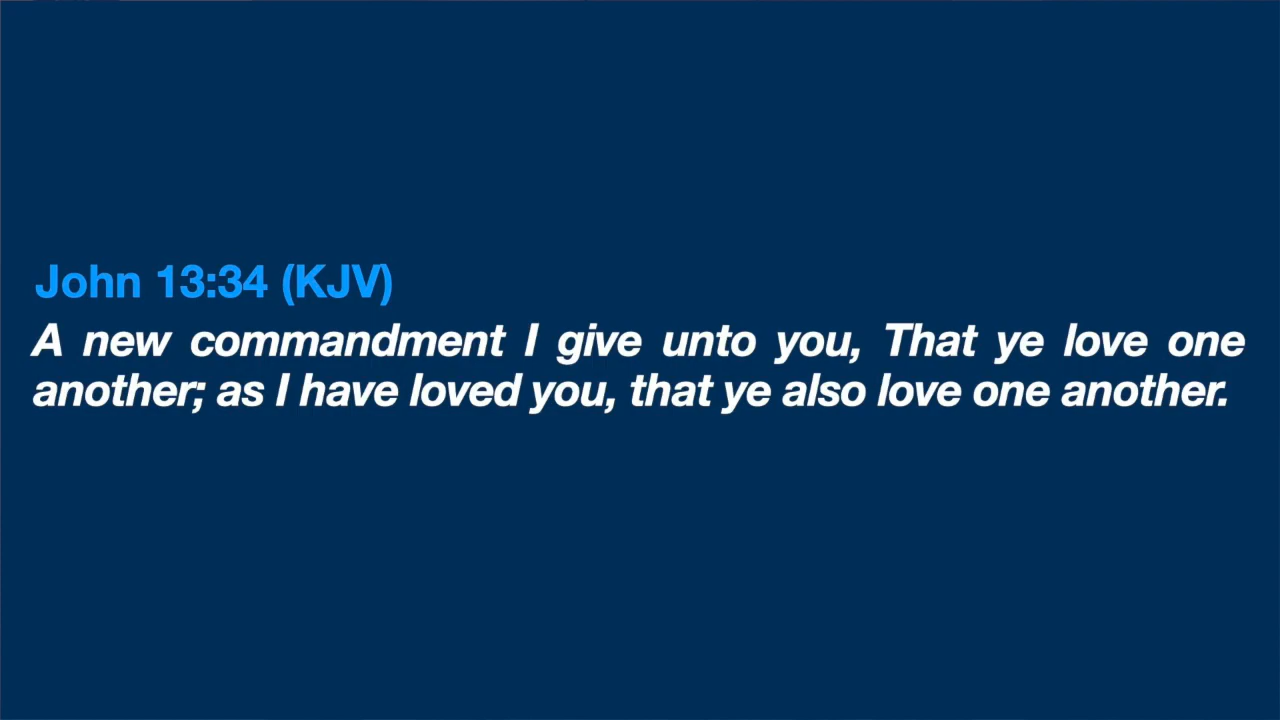 John 13:34 (KJV)
A new commandment I give unto you, That ye love one
another; as I have loved you, that ye also love one another.